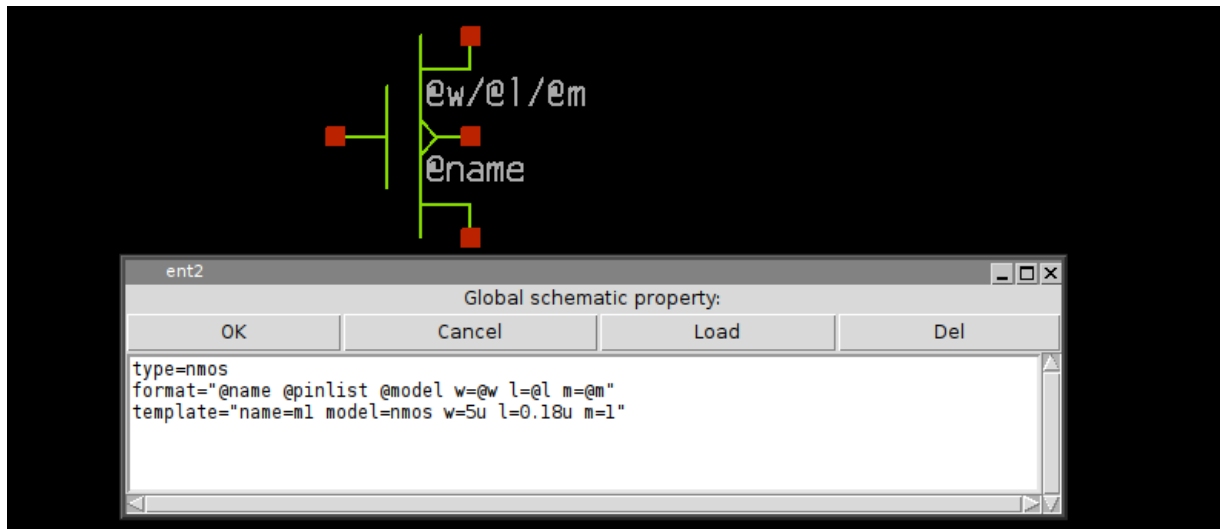 @w/@l/@m
@name
ent2
Global schematic property:
OK Cancel Load Del
type=nmos
format="@name @pinlist @model w=@w l=@l m=@m"
template="name=m1 model=nmos w=5u l=0.18u m=1"